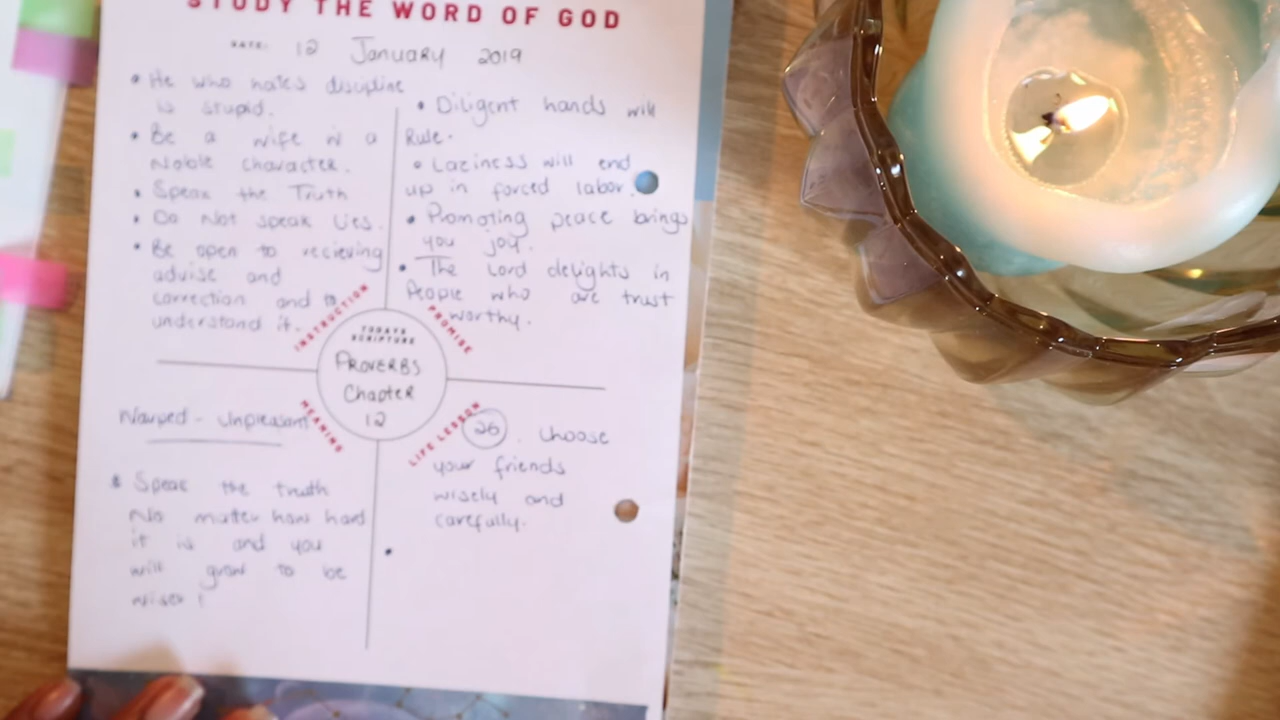 STUDY THE WORD OF GOD
DATE: 12 January 2019
• He who hates discipline
is stupid.
• Be a wife is a
Noble character.
• Speak the Truth
• Do Not speak Lies.
• Be open to recieving
advise and
correction and to
understand it.
INSTRUCTION
• Diligent hands will
Rule.
• Laziness will end
up in forced labor.
• Promoting peace brings
you joy.
• The Lord delights in
People who are trust
worthy.
PROMISE
TODAYS
SCRIPTURE
PROVERBS
Chapter
12
MEANING
Warped - Unpleasant
• Speak the truth
No matter how hard
it is and you
will grow to be
wiser !
LIFE LESSON
26. Choose
your friends
wisely and
carefully.
•